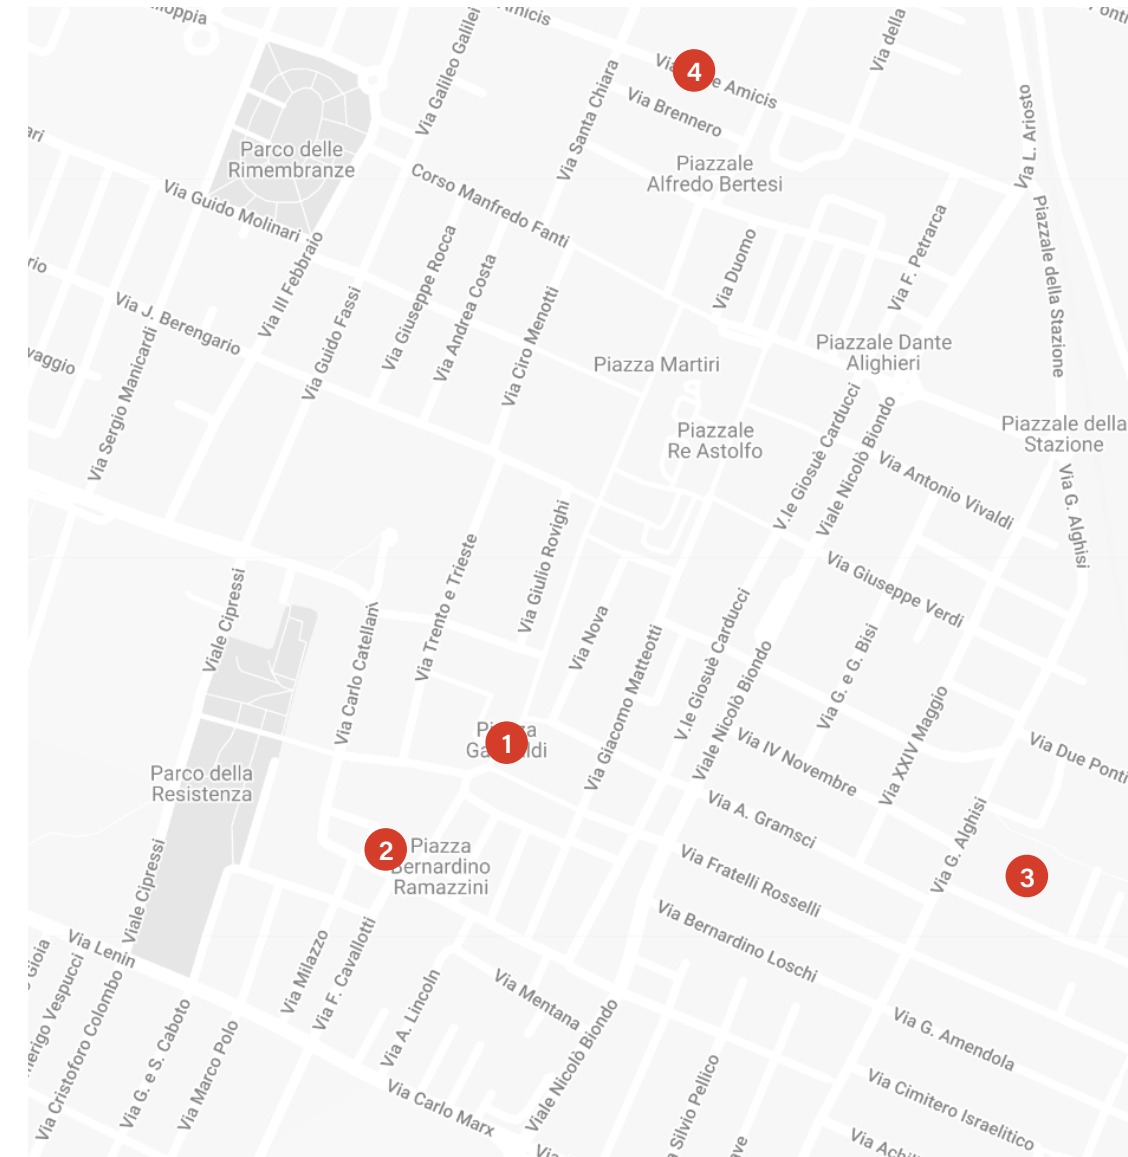 Via Galileo Galilei
Via Santa Chiara
Via della
4
Amicis
Via Brennero
Via L. Ariosto
Parco delle
Rimembranze
Piazzale
Alfredo Bertesi
Corso Manfredo Fanti
Via Guido Molinari
Via III Febbraio
Via Giuseppe Rocca
Via Andrea Costa
Via Duomo
Via F. Petrarca
Piazzale della Stazione
Via J. Berengario
Via Guido Fassi
Via Ciro Menotti
Via Sergio Manicardi
Piazza Martiri
Piazzale Dante
Alighieri
Piazzale
Re Astolfo
V.le Giosuè Carducci
Viale Nicolò Biondo
Piazzale della
Stazione
Via Antonio Vivaldi
Via G. Alghisi
Viale Cipressi
Via Carlo Catellani
Via Trento e Trieste
Via Giulio Rovighi
Via Nova
Via Giacomo Matteotti
V.le Giosuè Carducci
Viale Nicolò Biondo
Via Giuseppe Verdi
Via G. e G. Bisi
Via XXIV Maggio
1
Via IV Novembre
Via Due Ponti
Parco della
Resistenza
Via A. Gramsci
Via G. Alghisi
2
Piazza
Bernardino
Ramazzini
3
Via Fratelli Rosselli
Via Bernardino Loschi
Viale Cipressi
Via Lenin
Gioia
Vespucci
Via Cristoforo Colombo
Via G. e S. Caboto
Via Marco Polo
Via Milazzo
Via F. Cavallotti
Via A. Lincoln
Via Mentana
Viale Nicolò Biondo
Via Carlo Marx
Silvio Pellico
Via G. Amendola
Via Cimitero Israelitico